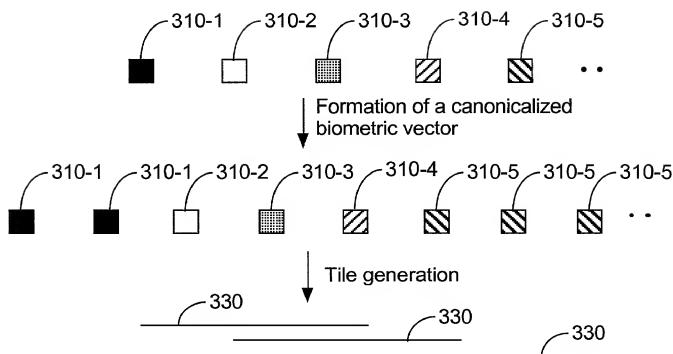 310-1 310-2 310-3 310-4 310-5
Formation of a canonicalized
biometric vector
310-1 310-1 310-2 310-3 310-4 310-5 310-5 310-5
Tile generation
330
330
330